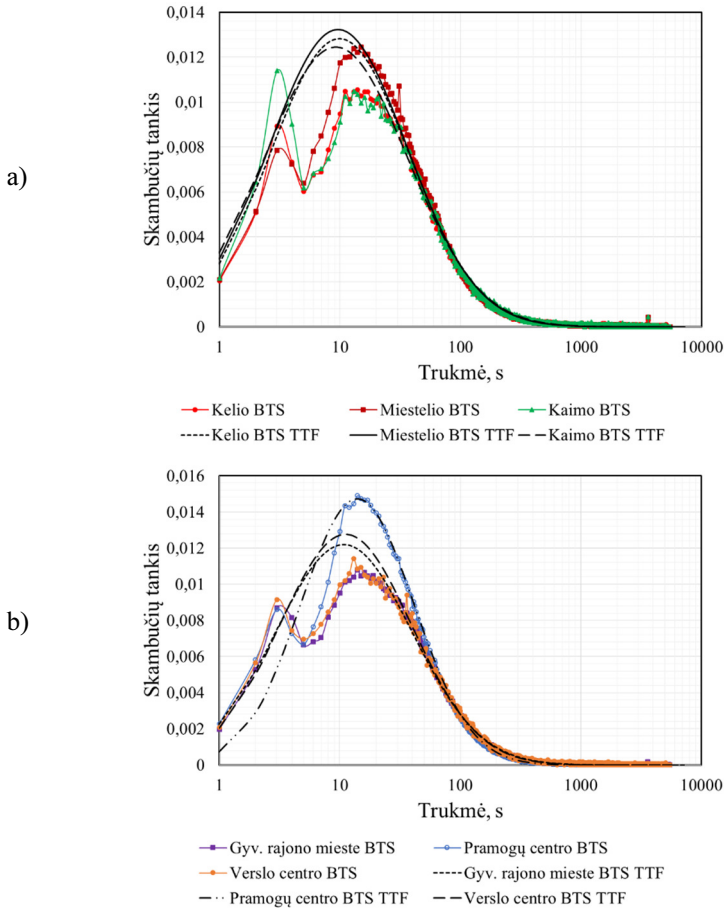 a)
Skambučių tankis
0,014
0,012
0,01
0,008
0,006
0,004
0,002
0
1 10 100 1000 10000
Trukmė, s
Kelio BTS Miestelio BTS Kaimo BTS
Kelio BTS TTF Miestelio BTS TTF Kaimo BTS TTF
b)
Skambučių tankis
0,016
0,014
0,012
0,01
0,008
0,006
0,004
0,002
0
1 10 100 1000 10000
Trukmė, s
Gyv. rajono mieste BTS Pramogų centro BTS
Verslo centro BTS Gyv. rajono mieste BTS TTF
Pramogų centro BTS TTF Verslo centro BTS TTF